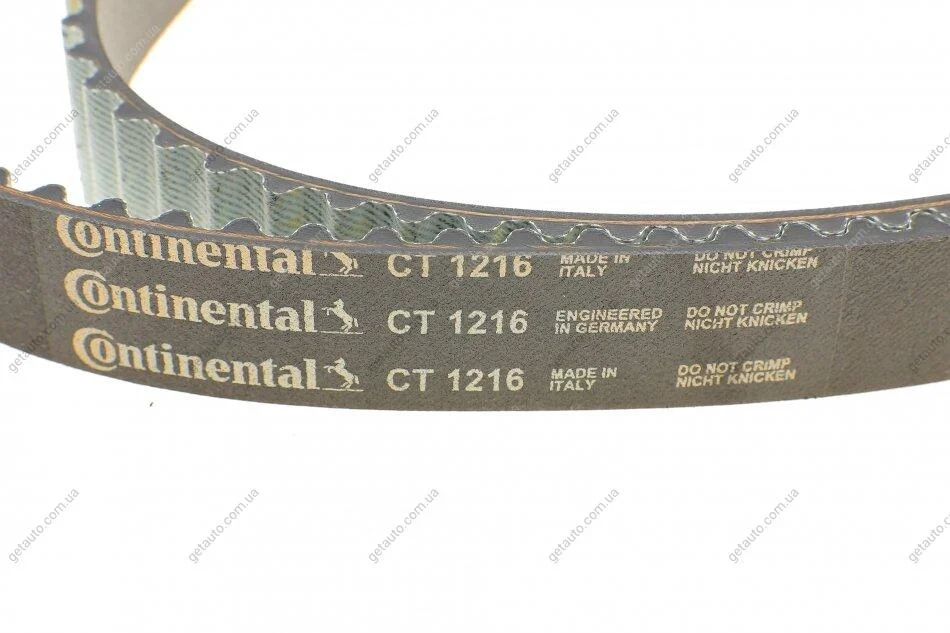 Continental CT 1216 MADE IN ITALY DO NOT CRIMP NICHT KNICKEN
Continental CT 1216 ENGINEERED IN GERMANY DO NOT CRIMP NICHT KNICKEN
Continental CT 1216 MADE IN ITALY DO NOT CRIMP NICHT KNICKEN
getauto.com.ua